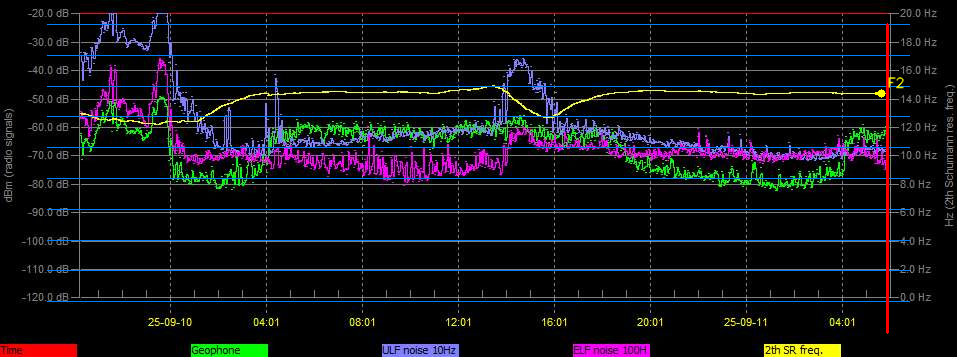 -20.0 dB 20.0 Hz
-30.0 dB 18.0 Hz
-40.0 dB 16.0 Hz
F2
-50.0 dB 14.0 Hz
-60.0 dB 12.0 Hz
-70.0 dB 10.0 Hz
-80.0 dB 8.0 Hz
-90.0 dB 6.0 Hz
-100.0 dB 4.0 Hz
-110.0 dB 2.0 Hz
-120.0 dB 0.0 Hz
dBm (radio signals)
Hz (2th Schumann res. freq.)
25-09-10 04:01 08:01 12:01 16:01 20:01 25-09-11 04:01
Time Geophone ULF noise 10Hz ELF noise 100H 2th SR freq.